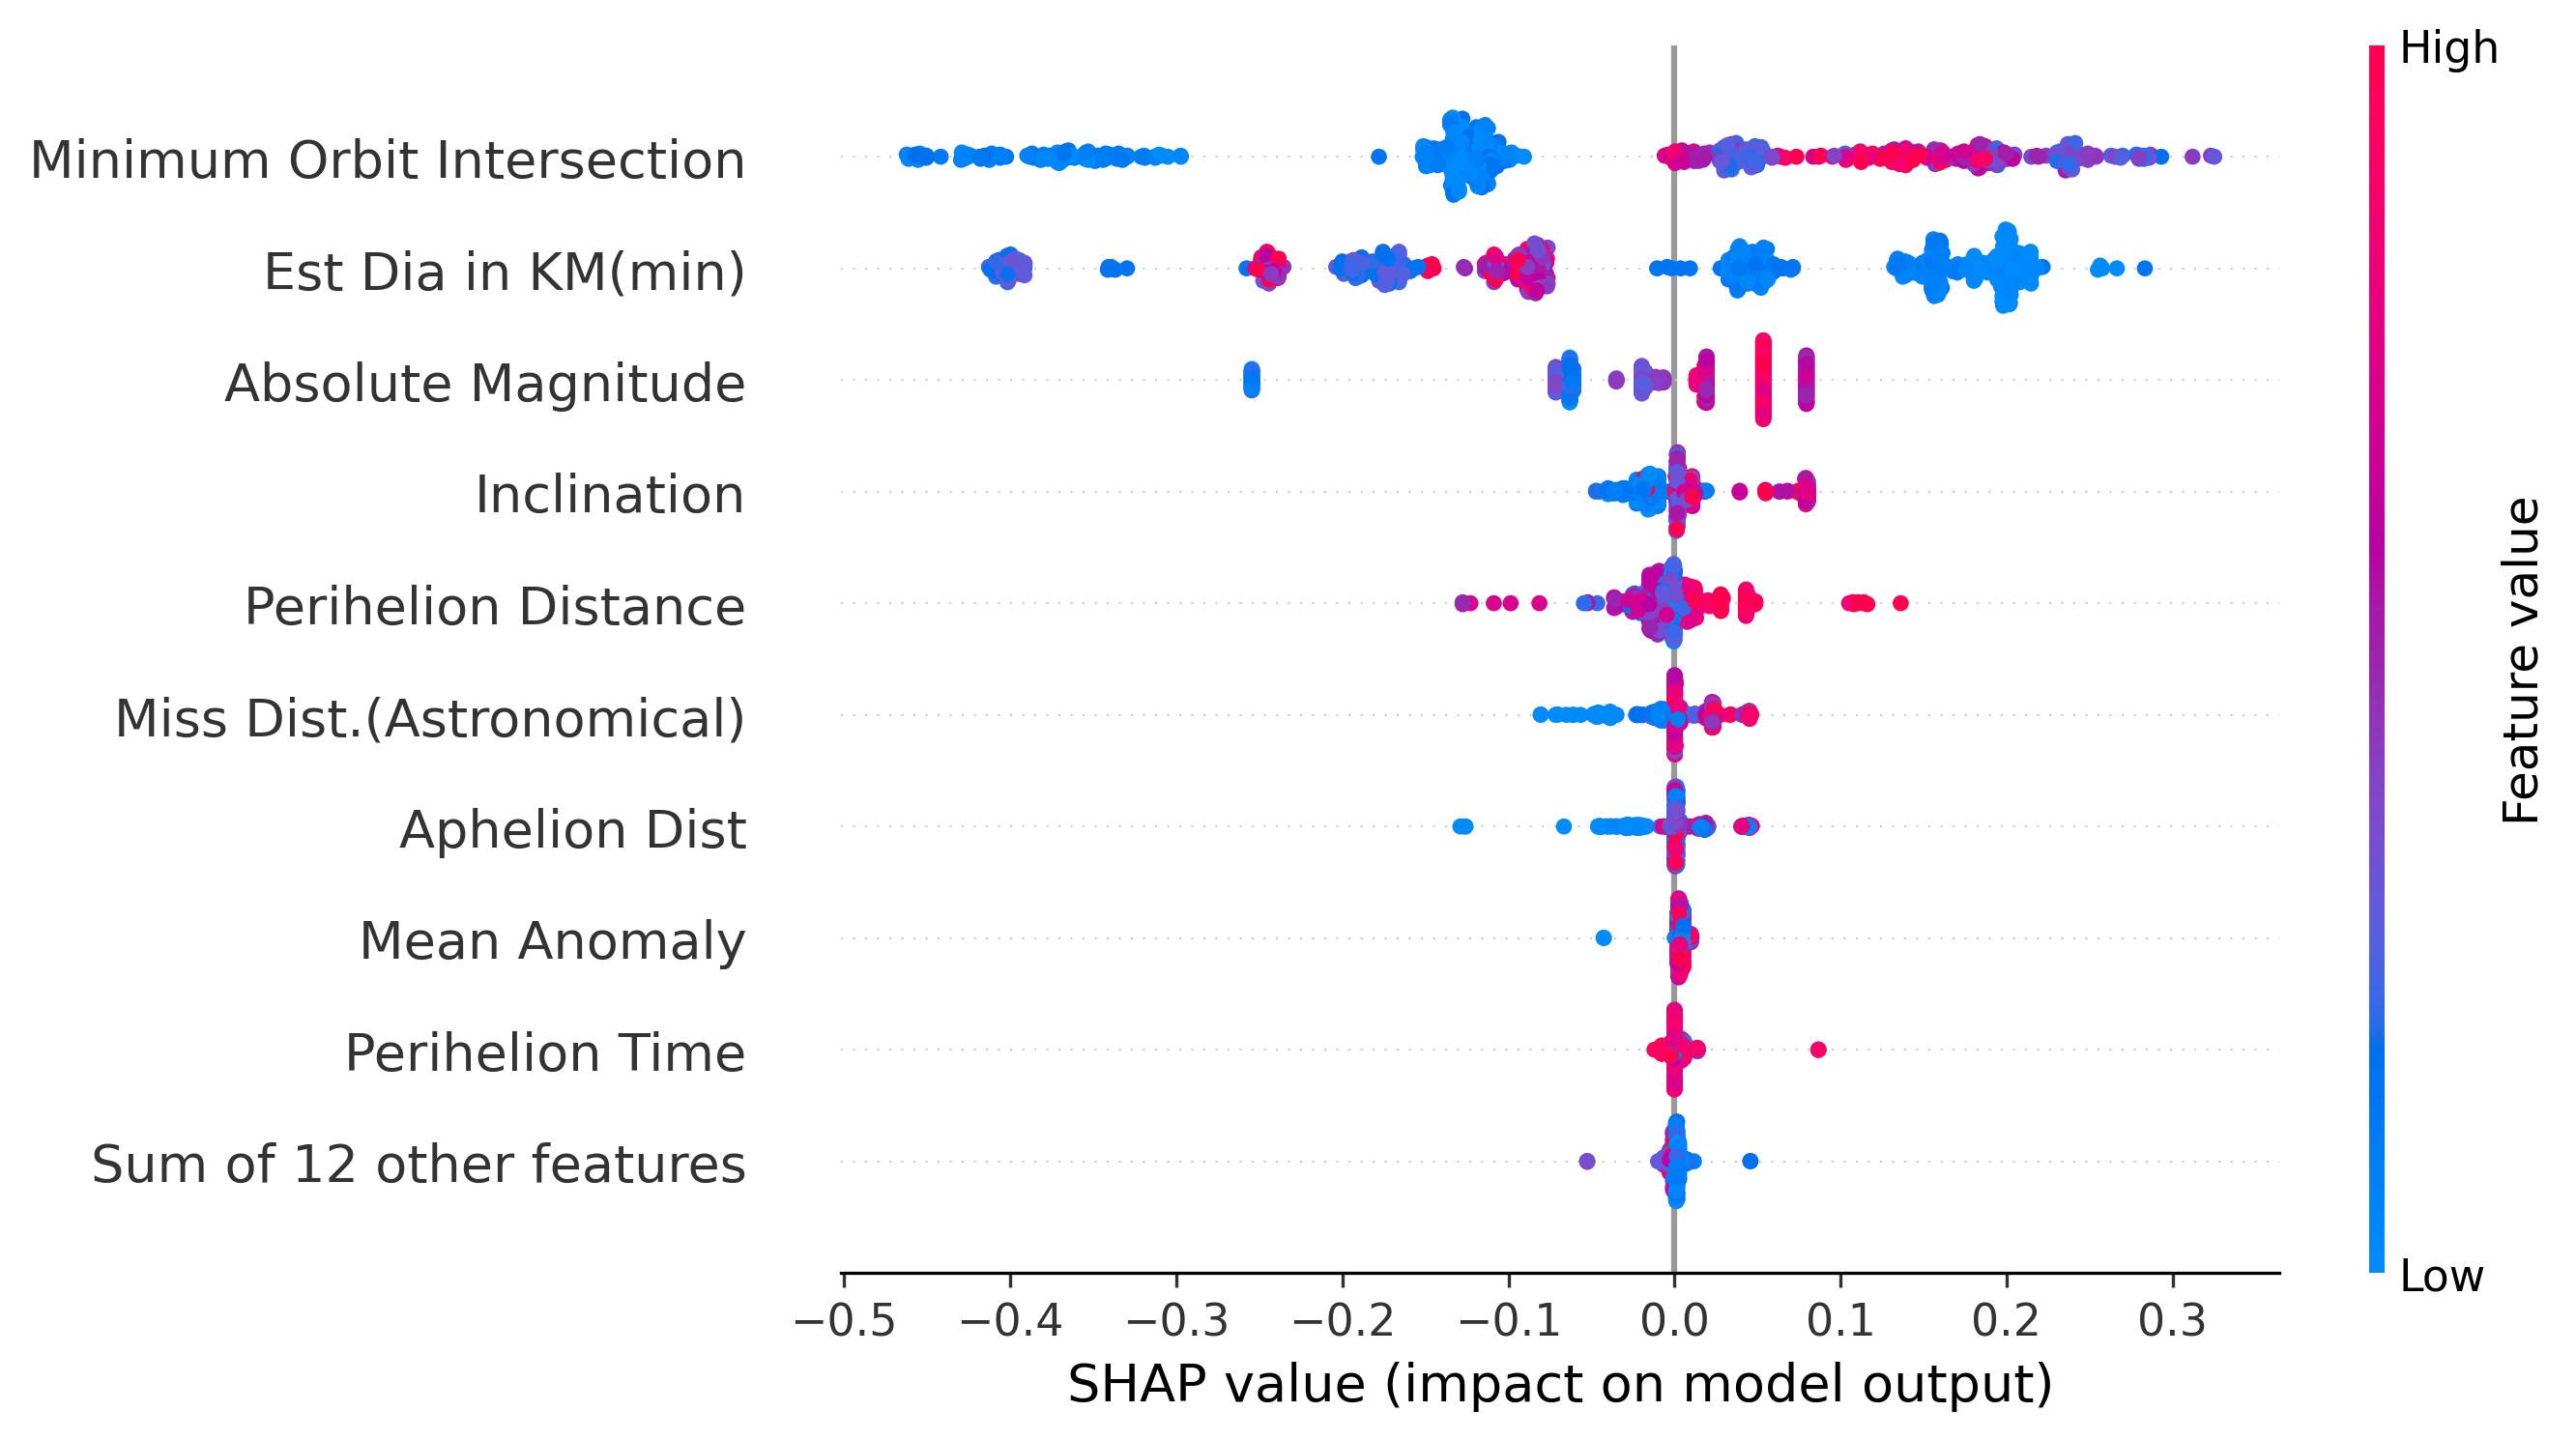 High
Minimum Orbit Intersection
Est Dia in KM(min)
Absolute Magnitude
Inclination
Perihelion Distance
Miss Dist.(Astronomical)
Aphelion Dist
Mean Anomaly
Perihelion Time
Sum of 12 other features
Feature value
Low
−0.5 −0.4 −0.3 −0.2 −0.1 0.0 0.1 0.2 0.3
SHAP value (impact on model output)